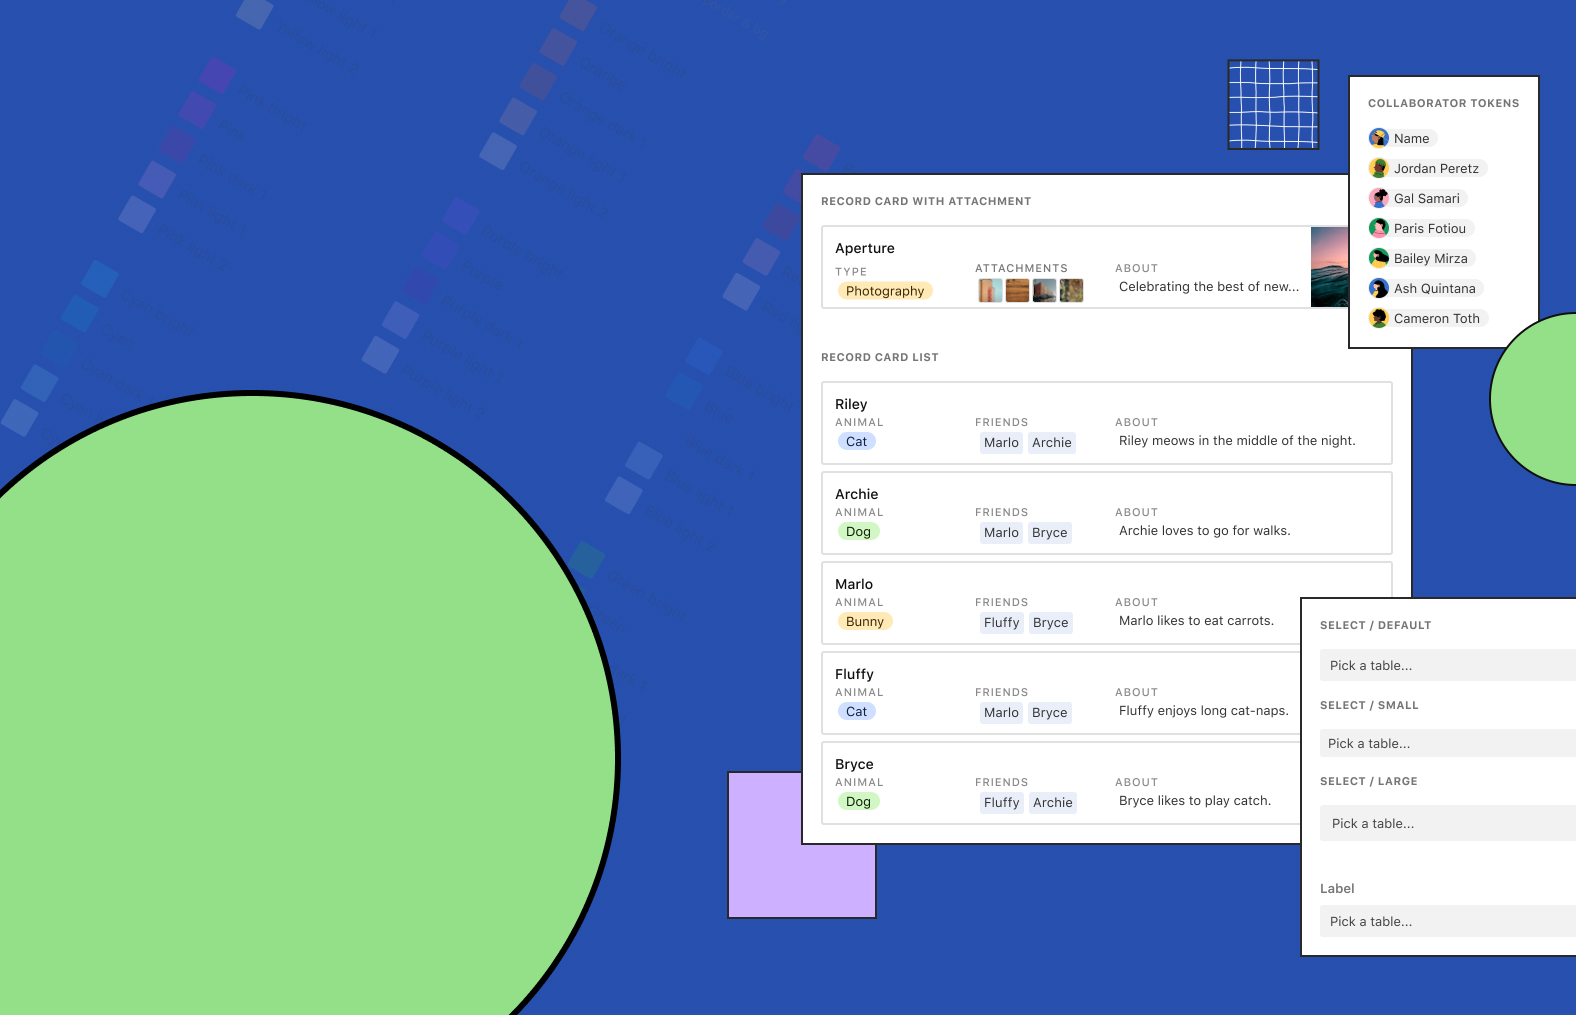 RECORD CARD WITH ATTACHMENT
Aperture
TYPE
Photography
ATTACHMENTS
ABOUT
Celebrating the best of new...
RECORD CARD LIST
Riley
ANIMAL
Cat
FRIENDS
Marlo Archie
ABOUT
Riley meows in the middle of the night.
Archie
ANIMAL
Dog
FRIENDS
Marlo Bryce
ABOUT
Archie loves to go for walks.
Marlo
ANIMAL
Bunny
FRIENDS
Fluffy Bryce
ABOUT
Marlo likes to eat carrots.
Fluffy
ANIMAL
Cat
FRIENDS
Marlo Bryce
ABOUT
Fluffy enjoys long cat-naps.
Bryce
ANIMAL
Dog
FRIENDS
Fluffy Archie
ABOUT
Bryce likes to play catch.
COLLABORATOR TOKENS
Name
Jordan Peretz
Gal Samari
Paris Fotiou
Bailey Mirza
Ash Quintana
Cameron Toth
SELECT / DEFAULT
Pick a table...
SELECT / SMALL
Pick a table...
SELECT / LARGE
Pick a table...
Label
Pick a table...